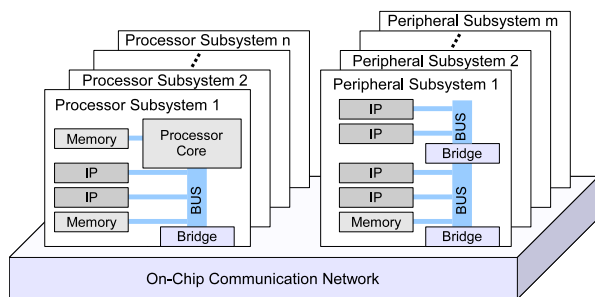 Processor Subsystem n
Processor Subsystem 2
Processor Subsystem 1
Processor
Core
Memory
IP
IP
Memory
BUS
Bridge
Peripheral Subsystem m
Peripheral Subsystem 2
Peripheral Subsystem 1
IP
IP
BUS
Bridge
IP
IP
Memory
BUS
Bridge
On-Chip Communication Network